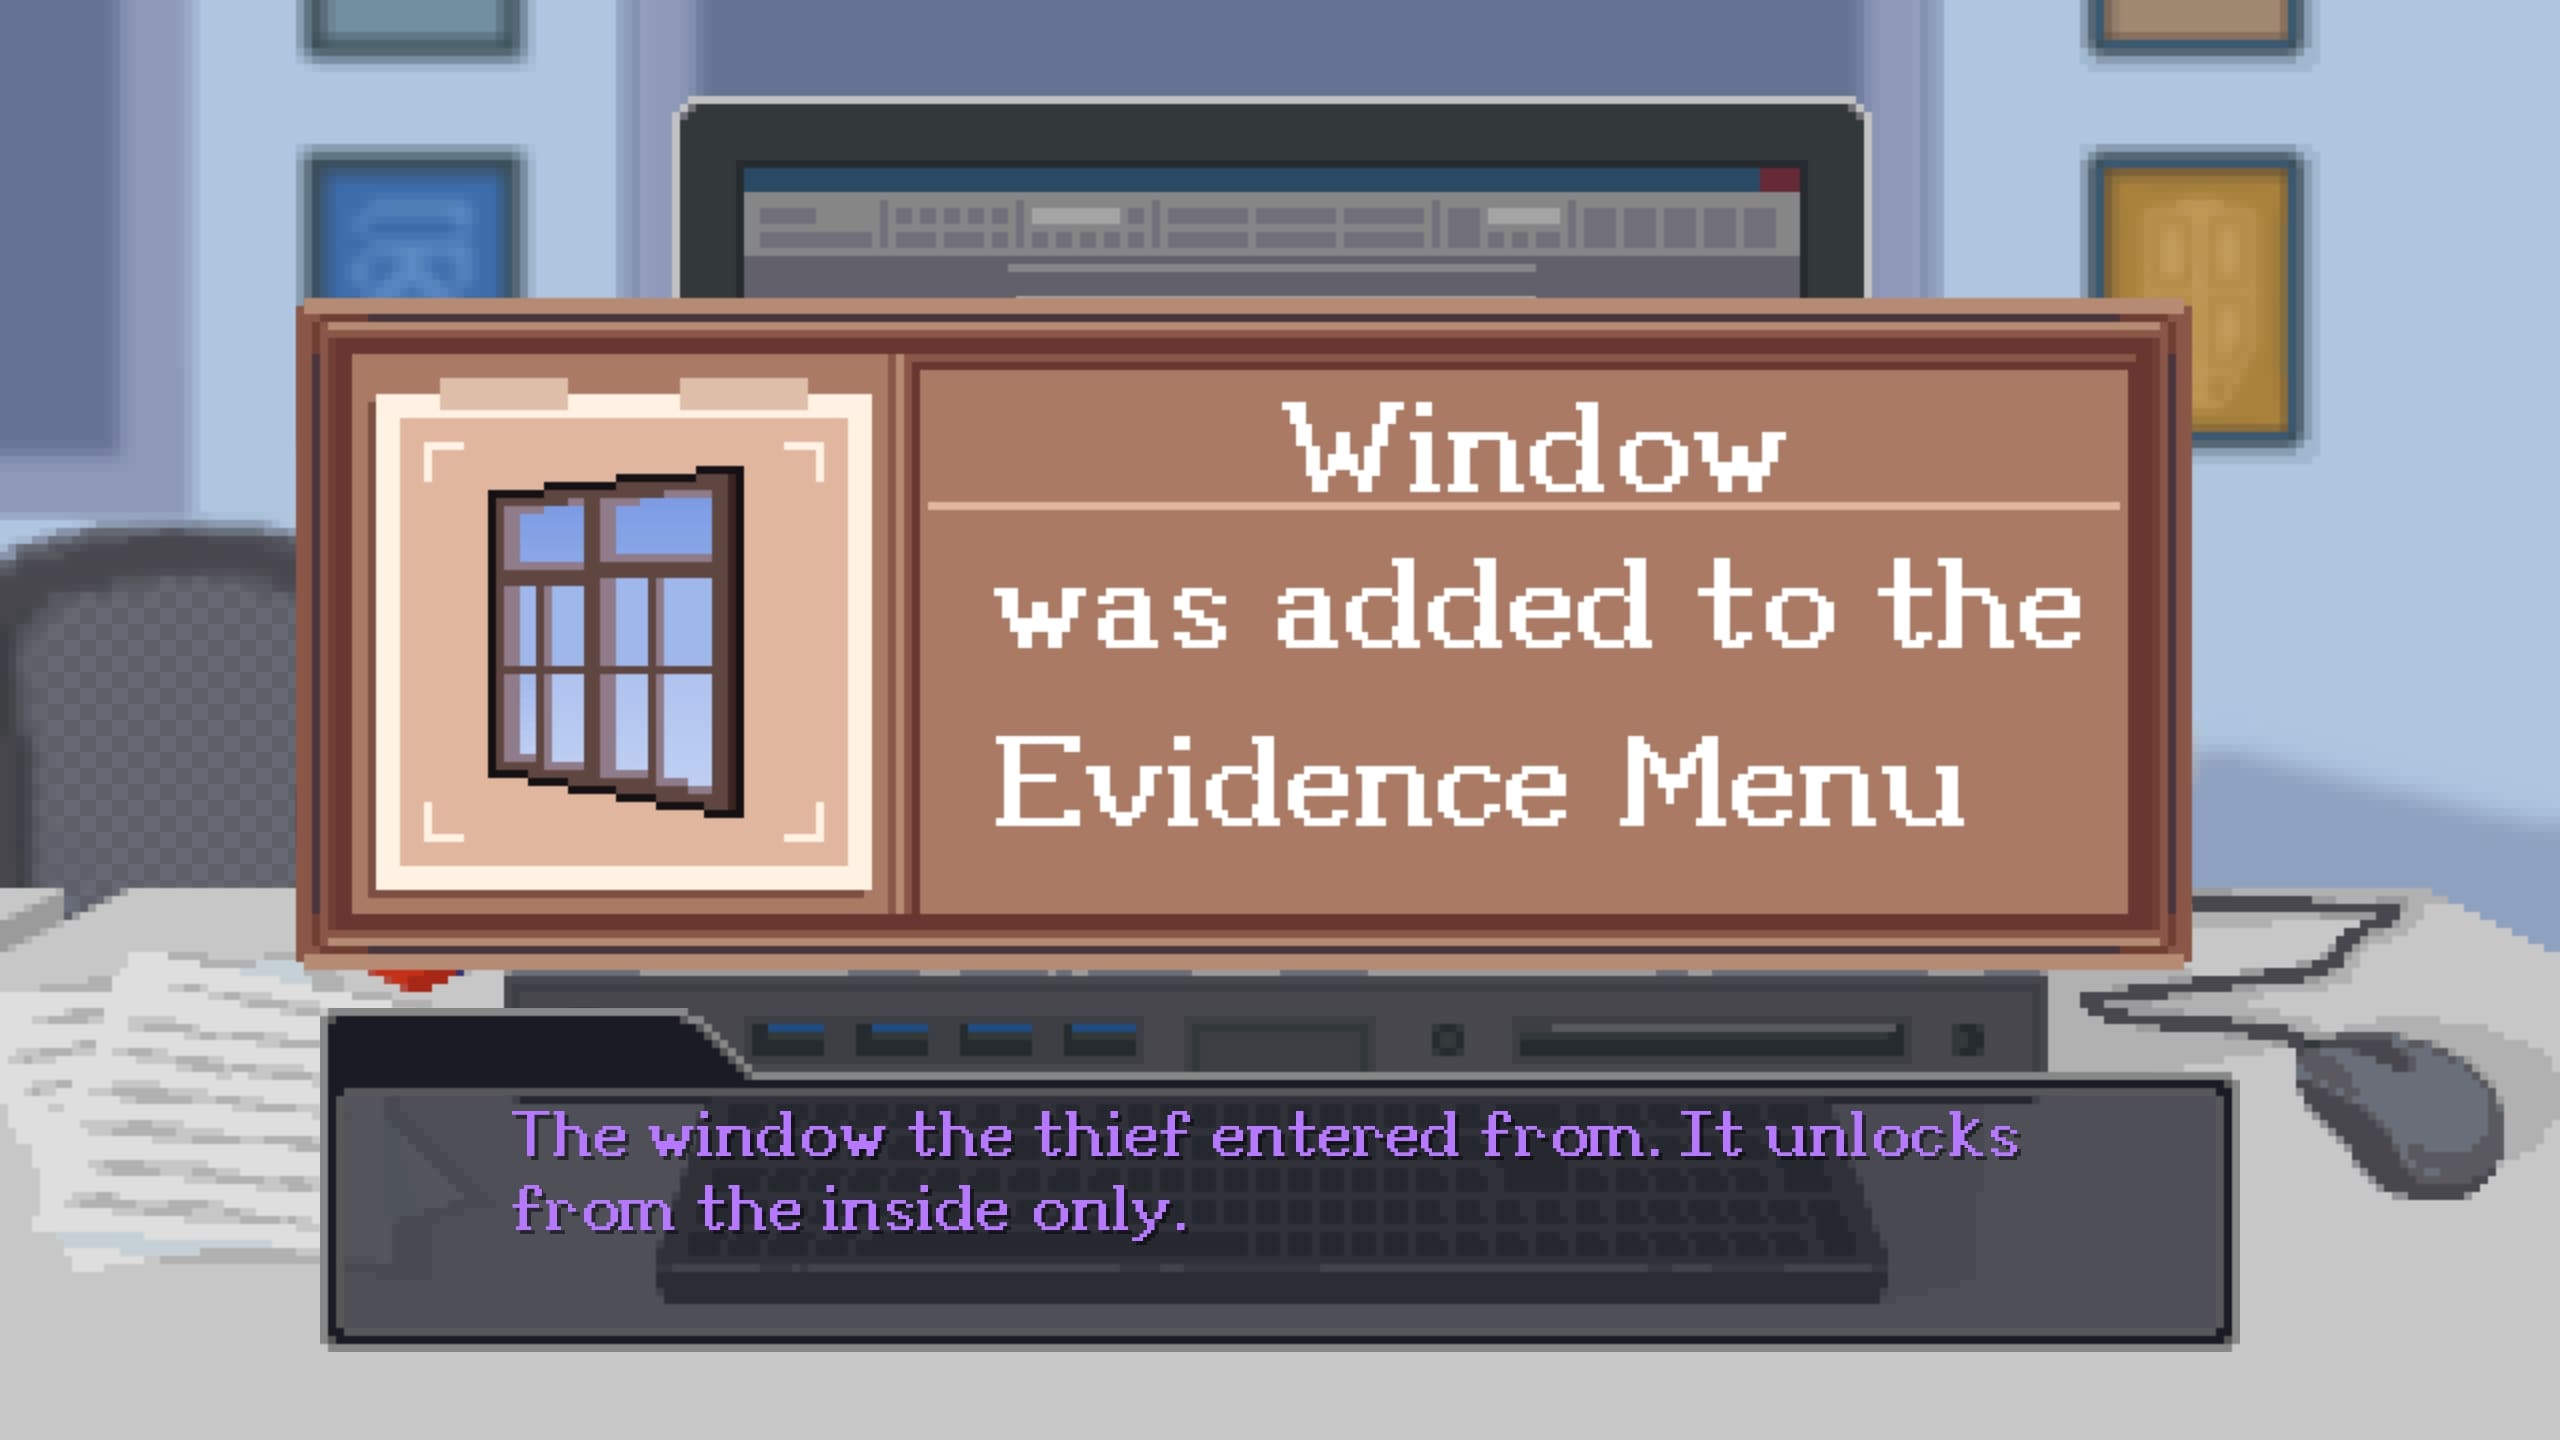 Window
was added to the
Evidence Menu
The window the thief entered from. It unlocks
from the inside only.